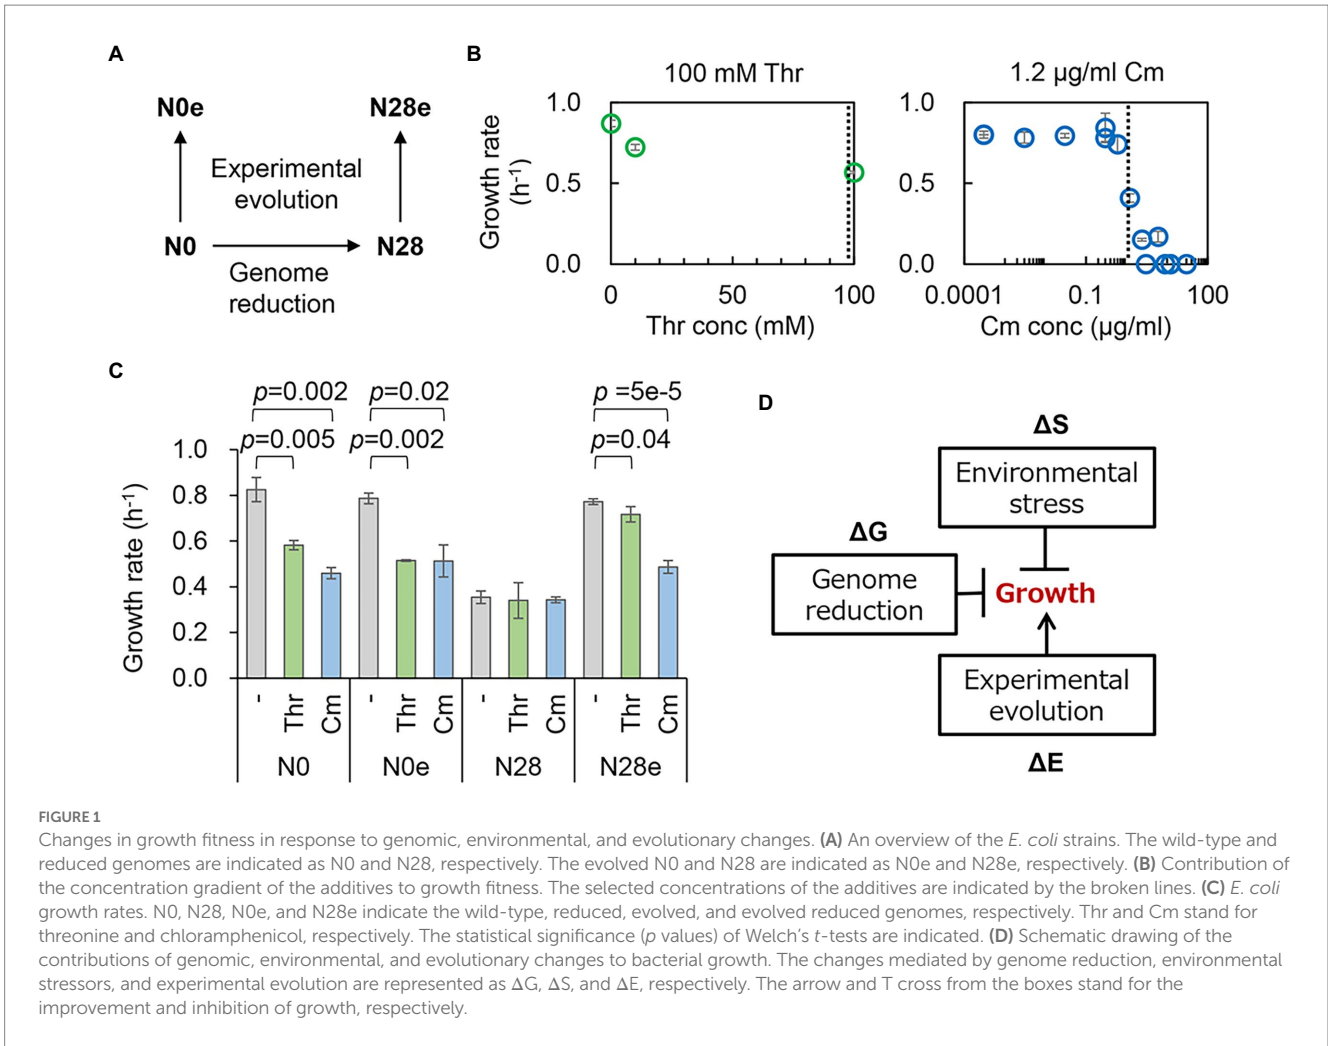 A
N0e
N28e
Experimental
evolution
N0
N28
Genome
reduction
B
100 mM Thr
1.2 µg/ml Cm
Growth rate
(h-1)
1.0
0.5
0.0
0
50
100
Thr conc (mM)
1.0
0.5
0.0
0.0001
0.1
100
Cm conc (µg/ml)
C
p=0.002
p=0.02
p =5e-5
p=0.005
p=0.002
p=0.04
Growth rate (h-1)
1.0
0.8
0.6
0.4
0.2
0.0
- Thr Cm - Thr Cm - Thr Cm - Thr Cm
N0 N0e N28 N28e
D
ΔS
Environmental
stress
ΔG
Genome
reduction
Growth
Experimental
evolution
ΔE
FIGURE 1
Changes in growth fitness in response to genomic, environmental, and evolutionary changes. (A) An overview of the E. coli strains. The wild-type and
reduced genomes are indicated as N0 and N28, respectively. The evolved N0 and N28 are indicated as N0e and N28e, respectively. (B) Contribution of
the concentration gradient of the additives to growth fitness. The selected concentrations of the additives are indicated by the broken lines. (C) E. coli
growth rates. N0, N28, N0e, and N28e indicate the wild-type, reduced, evolved, and evolved reduced genomes, respectively. Thr and Cm stand for
threonine and chloramphenicol, respectively. The statistical significance (p values) of Welch's t-tests are indicated. (D) Schematic drawing of the
contributions of genomic, environmental, and evolutionary changes to bacterial growth. The changes mediated by genome reduction, environmental
stressors, and experimental evolution are represented as ΔG, ΔS, and ΔE, respectively. The arrow and T cross from the boxes stand for the
improvement and inhibition of growth, respectively.